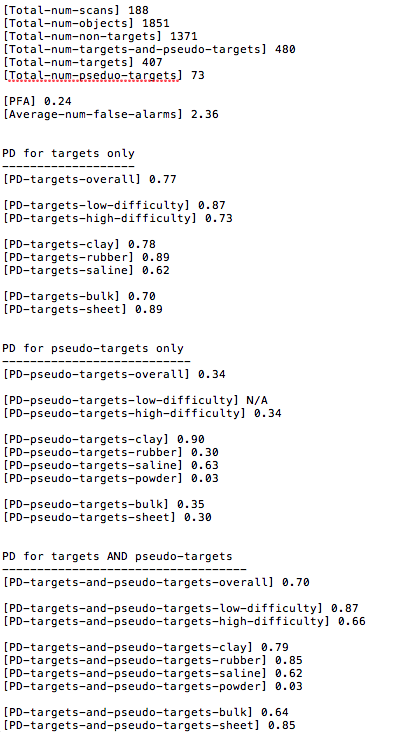 [Total-num-scans] 188
[Total-num-objects] 1851
[Total-num-non-targets] 1371
[Total-num-targets-and-pseudo-targets] 480
[Total-num-targets] 407
[Total-num-pseduo-targets] 73
[PFA] 0.24
[Average-num-false-alarms] 2.36
PD for targets only
--------------------
[PD-targets-overall] 0.77
[PD-targets-low-difficulty] 0.87
[PD-targets-high-difficulty] 0.73
[PD-targets-clay] 0.78
[PD-targets-rubber] 0.89
[PD-targets-saline] 0.62
[PD-targets-bulk] 0.70
[PD-targets-sheet] 0.89
PD for pseudo-targets only
----------------------------
[PD-pseudo-targets-overall] 0.34
[PD-pseudo-targets-low-difficulty] N/A
[PD-pseudo-targets-high-difficulty] 0.34
[PD-pseudo-targets-clay] 0.90
[PD-pseudo-targets-rubber] 0.30
[PD-pseudo-targets-saline] 0.63
[PD-pseudo-targets-powder] 0.03
[PD-pseudo-targets-bulk] 0.35
[PD-pseudo-targets-sheet] 0.30
PD for targets AND pseudo-targets
-------------------------------------
[PD-targets-and-pseudo-targets-overall] 0.70
[PD-targets-and-pseudo-targets-low-difficulty] 0.87
[PD-targets-and-pseudo-targets-high-difficulty] 0.66
[PD-targets-and-pseudo-targets-clay] 0.79
[PD-targets-and-pseudo-targets-rubber] 0.85
[PD-targets-and-pseudo-targets-saline] 0.62
[PD-targets-and-pseudo-targets-powder] 0.03
[PD-targets-and-pseudo-targets-bulk] 0.64
[PD-targets-and-pseudo-targets-sheet] 0.85